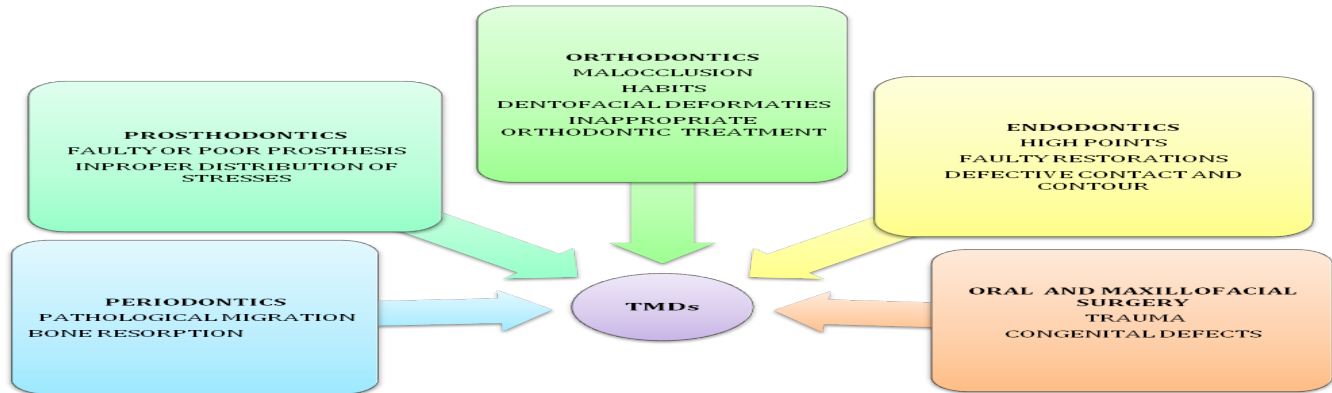 ORTHODONTICS
MALOCCLUSION
HABITS
DENTOFACIAL DEFORMATIES
INAPPROPRIATE
ORTHODONTIC TREATMENT
PROSTHODONTICS
FAULTY OR POOR PROSTHESIS
INPROPER DISTRIBUTION OF
STRESSES
ENDODONTICS
HIGH POINTS
FAULTY RESTORATIONS
DEFECTIVE CONTACT AND
CONTOUR
PERIODONTICS
PATHOLOGICAL MIGRATION
BONE RESORPTION
TMDs
ORAL AND MAXILLOFACIAL
SURGERY
TRAUMA
CONGENITAL DEFECTS